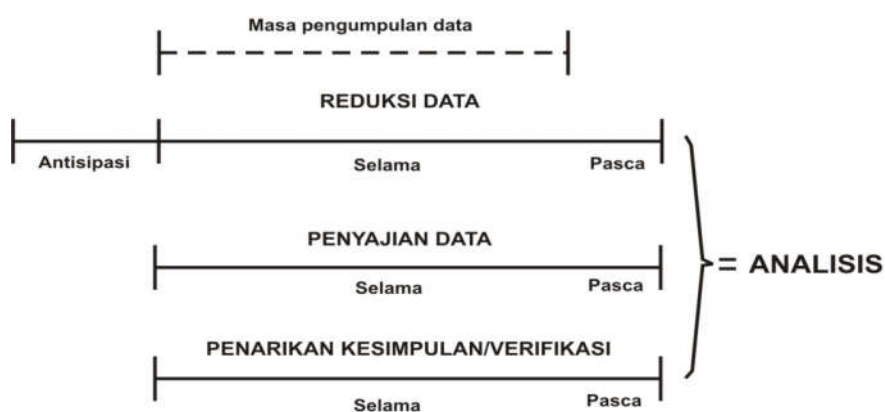 Masa pengumpulan data
REDUKSI DATA
Antisipasi
Selama
Pasca
PENYAJIAN DATA
Selama
Pasca
= ANALISIS
PENARIKAN KESIMPULAN/VERIFIKASI
Selama
Pasca